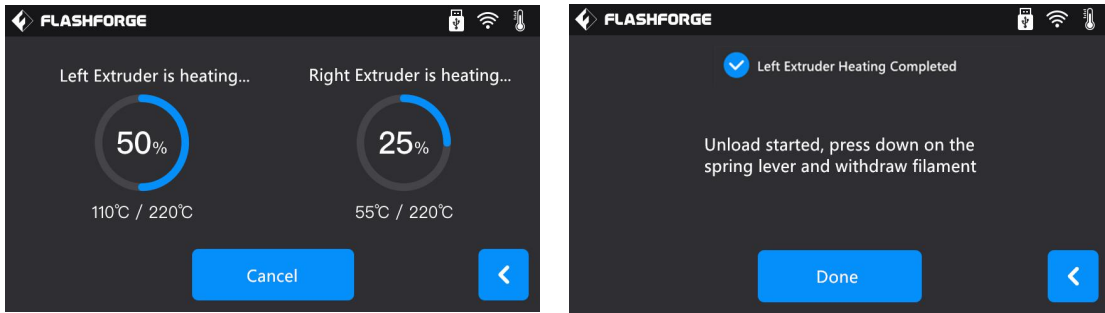 FLASHFORGE
Left Extruder is heating...
Right Extruder is heating...
50%
25%
110℃ / 220℃
55℃ / 220℃
Cancel
FLASHFORGE
Left Extruder Heating Completed
Unload started, press down on the
spring lever and withdraw filament
Done